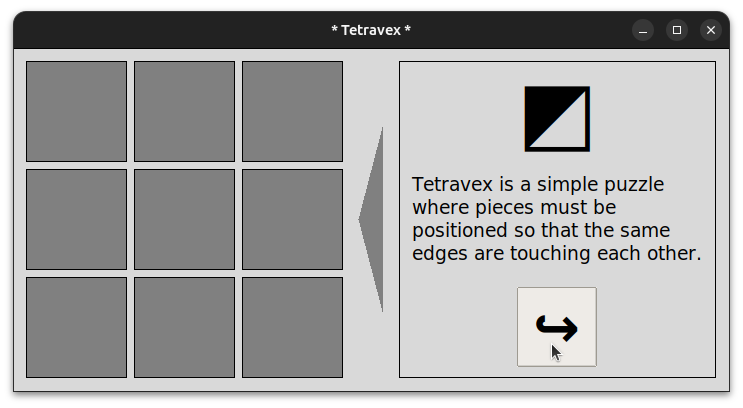 * Tetravex *
Tetravex is a simple puzzle
where pieces must be
positioned so that the same
edges are touching each other.